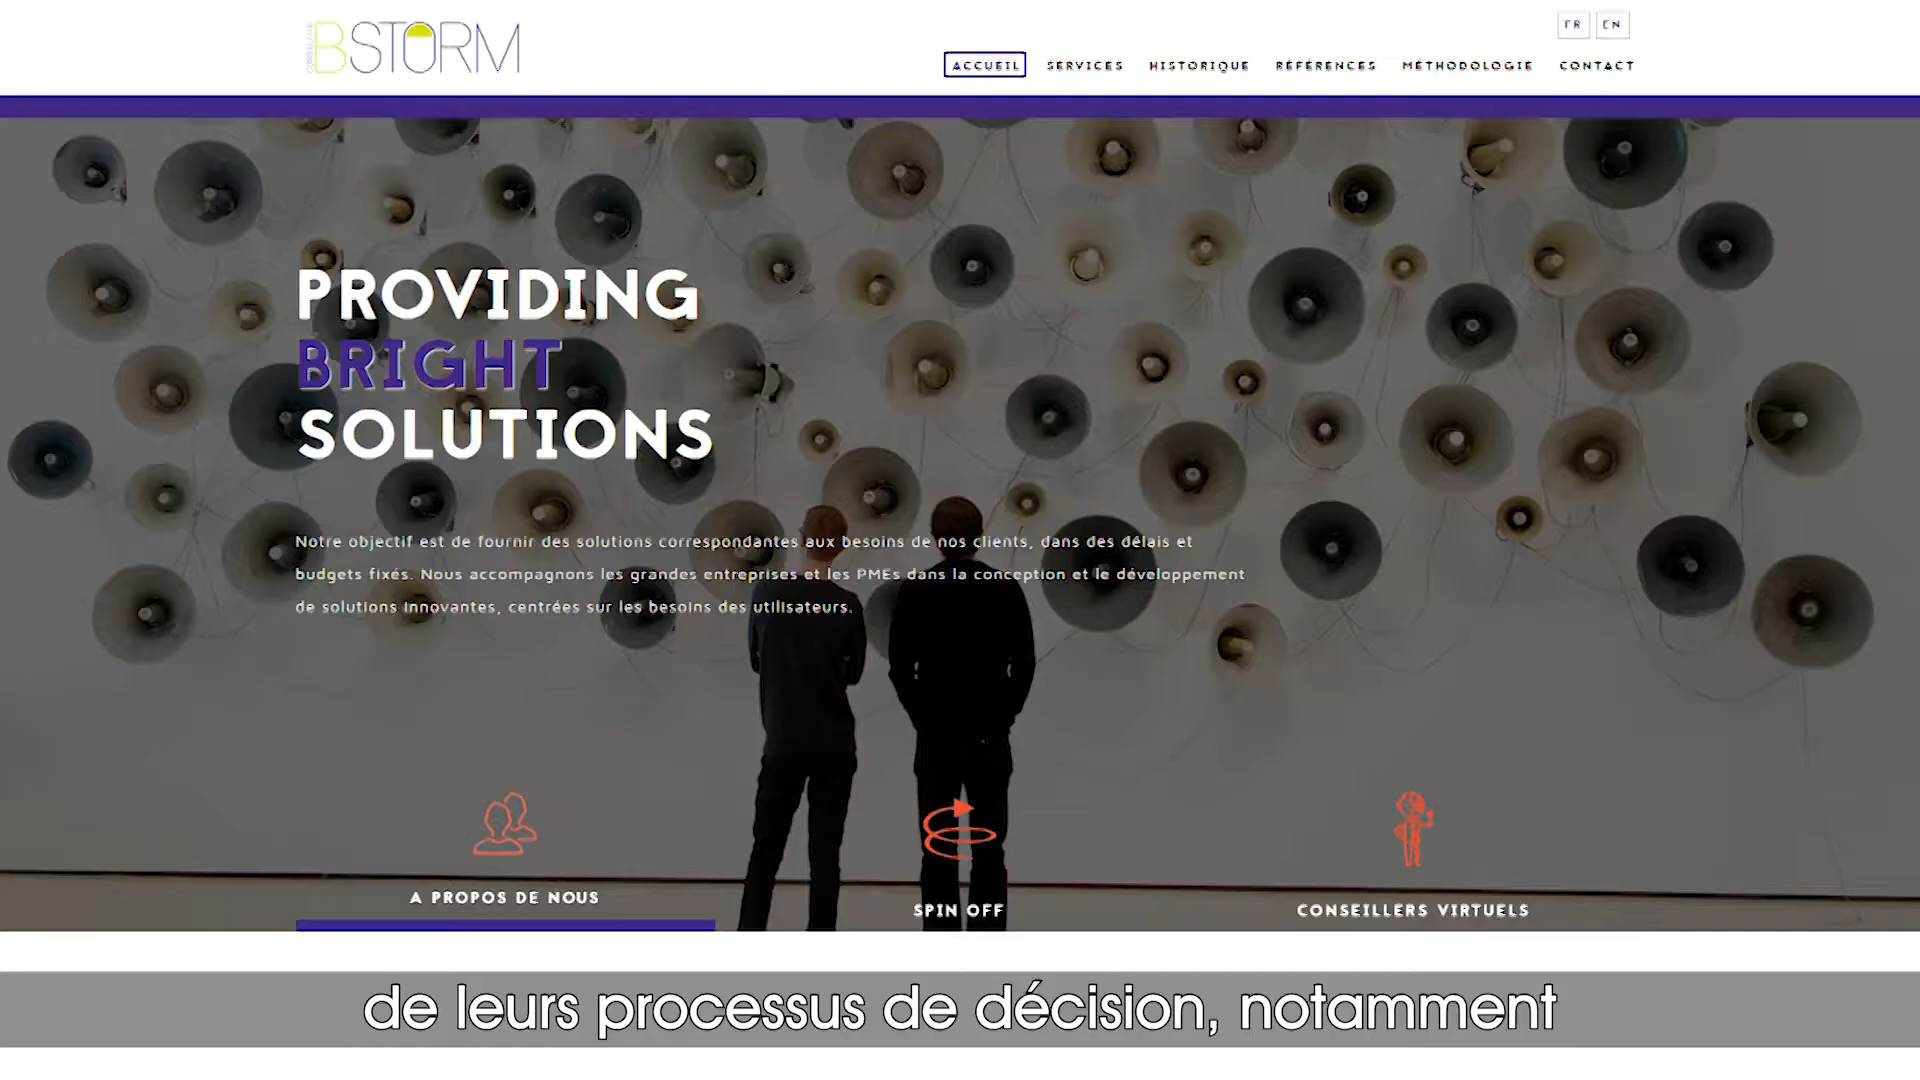 BSTORM
FR EN
ACCUEIL SERVICES HISTORIQUE RÉFÉRENCES MÉTHODOLOGIE CONTACT
PROVIDING
BRIGHT
SOLUTIONS
Notre objectif est de fournir des solutions correspondantes aux besoins de nos clients, dans des délais et
budgets fixés. Nous accompagnons les grandes entreprises et les PMEs dans la conception et le développement
de solutions innovantes, centrées sur les besoins des utilisateurs.
A PROPOS DE NOUS
SPIN OFF
CONSEILLERS VIRTUELS
de leurs processus de décision, notamment